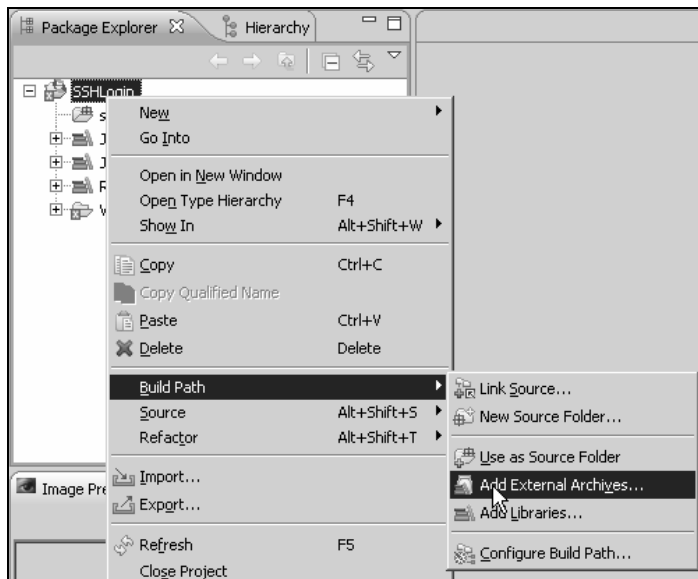 Package Explorer
Hierarchy
SSHLogin
s
J
J
R
W
New
Go Into
Open in New Window
Open Type Hierarchy F4
Show In Alt+Shift+W
Copy Ctrl+C
Copy Qualified Name
Paste Ctrl+V
Delete Delete
Build Path
Source Alt+Shift+S
Refactor Alt+Shift+T
Import...
Export...
Refresh F5
Close Project
Link Source...
New Source Folder...
Use as Source Folder
Add External Archives...
Add Libraries...
Configure Build Path...
Image Pre